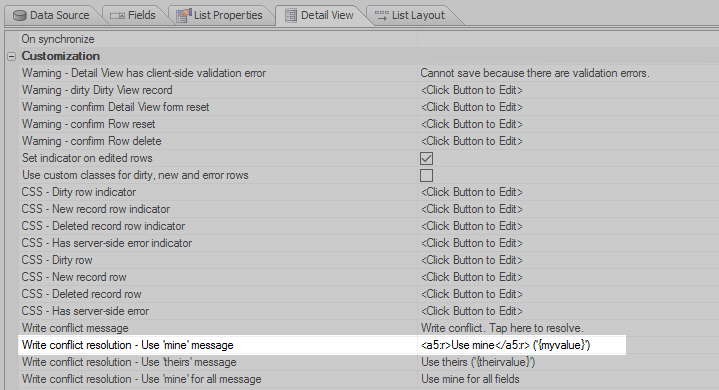 Data Source Fields List Properties Detail View List Layout
On synchronize
Customization
Warning - Detail View has client-side validation error Cannot save because there are validation errors.
Warning - dirty Dirty View record <Click Button to Edit>
Warning - confirm Detail View form reset <Click Button to Edit>
Warning - confirm Row reset <Click Button to Edit>
Warning - confirm Row delete <Click Button to Edit>
Set indicator on edited rows
Use custom classes for dirty, new and error rows
CSS - Dirty row indicator <Click Button to Edit>
CSS - New record row indicator <Click Button to Edit>
CSS - Deleted record row indicator <Click Button to Edit>
CSS - Has server-side error indicator <Click Button to Edit>
CSS - Dirty row <Click Button to Edit>
CSS - New record row <Click Button to Edit>
CSS - Deleted record row <Click Button to Edit>
CSS - Has server-side error <Click Button to Edit>
Write conflict message Write conflict. Tap here to resolve.
Write conflict resolution - Use 'mine' message <a5:r>Use mine</a5:r> ('{myvalue}')
Write conflict resolution - Use 'theirs' message Use theirs ('{theirvalue}')
Write conflict resolution - Use 'mine' for all message Use mine for all fields